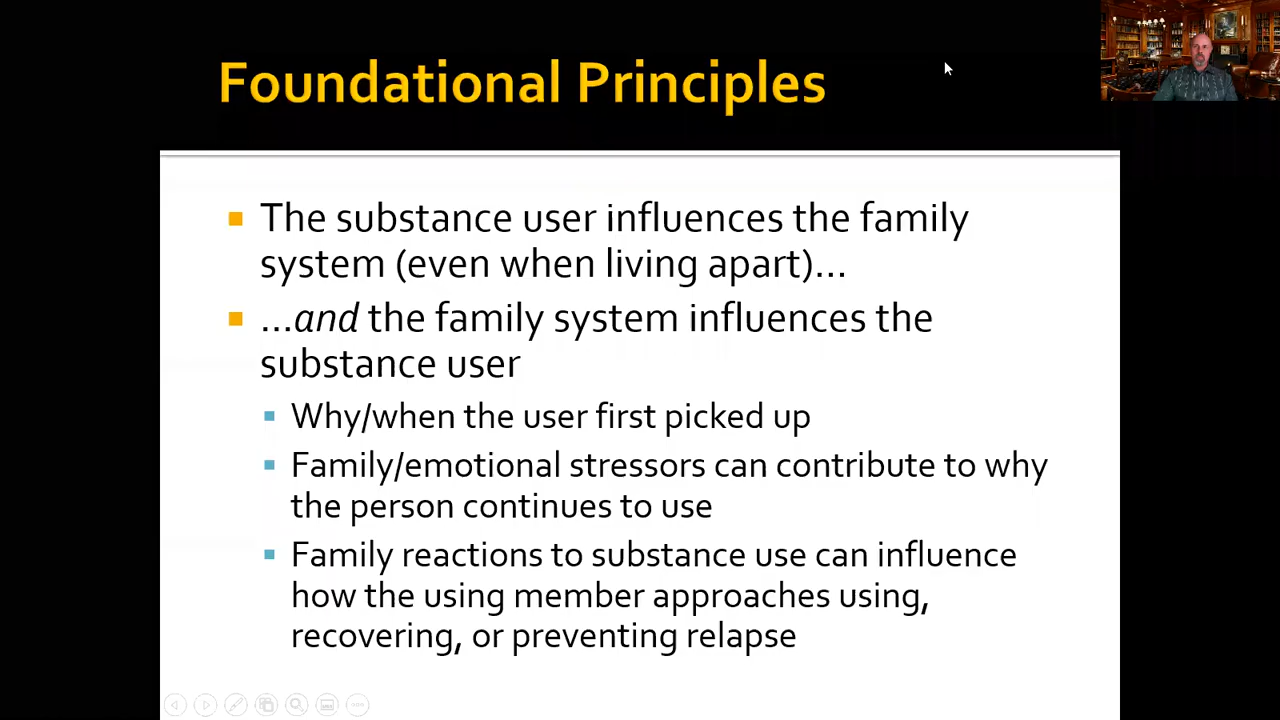 Foundational Principles
The substance user influences the family
system (even when living apart)…
…and the family system influences the
substance user
Why/when the user first picked up
Family/emotional stressors can contribute to why
the person continues to use
Family reactions to substance use can influence
how the using member approaches using,
recovering, or preventing relapse